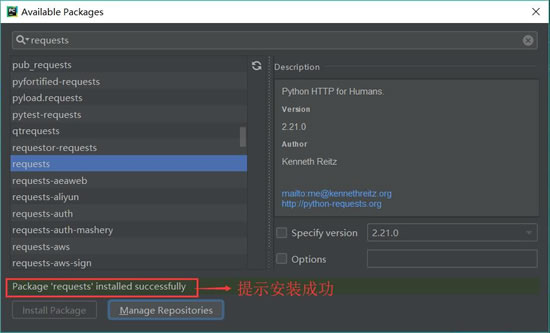 Available Packages
requests
pub_requests
pyfortified-requests
pyload.requests
pytest-requests
qtrequests
requestor-requests
requests
requests-aeaweb
requests-aliyun
requests-auth
requests-auth-mashery
requests-aws
requests-aws-sign
Description
Python HTTP for Humans.
Version
2.21.0
Author
Kenneth Reitz
mailto:me@kennethreitz.org
http://python-requests.org
Specify version 2.21.0
Options
Package 'requests' installed successfully 提示安装成功
Install Package Manage Repositories